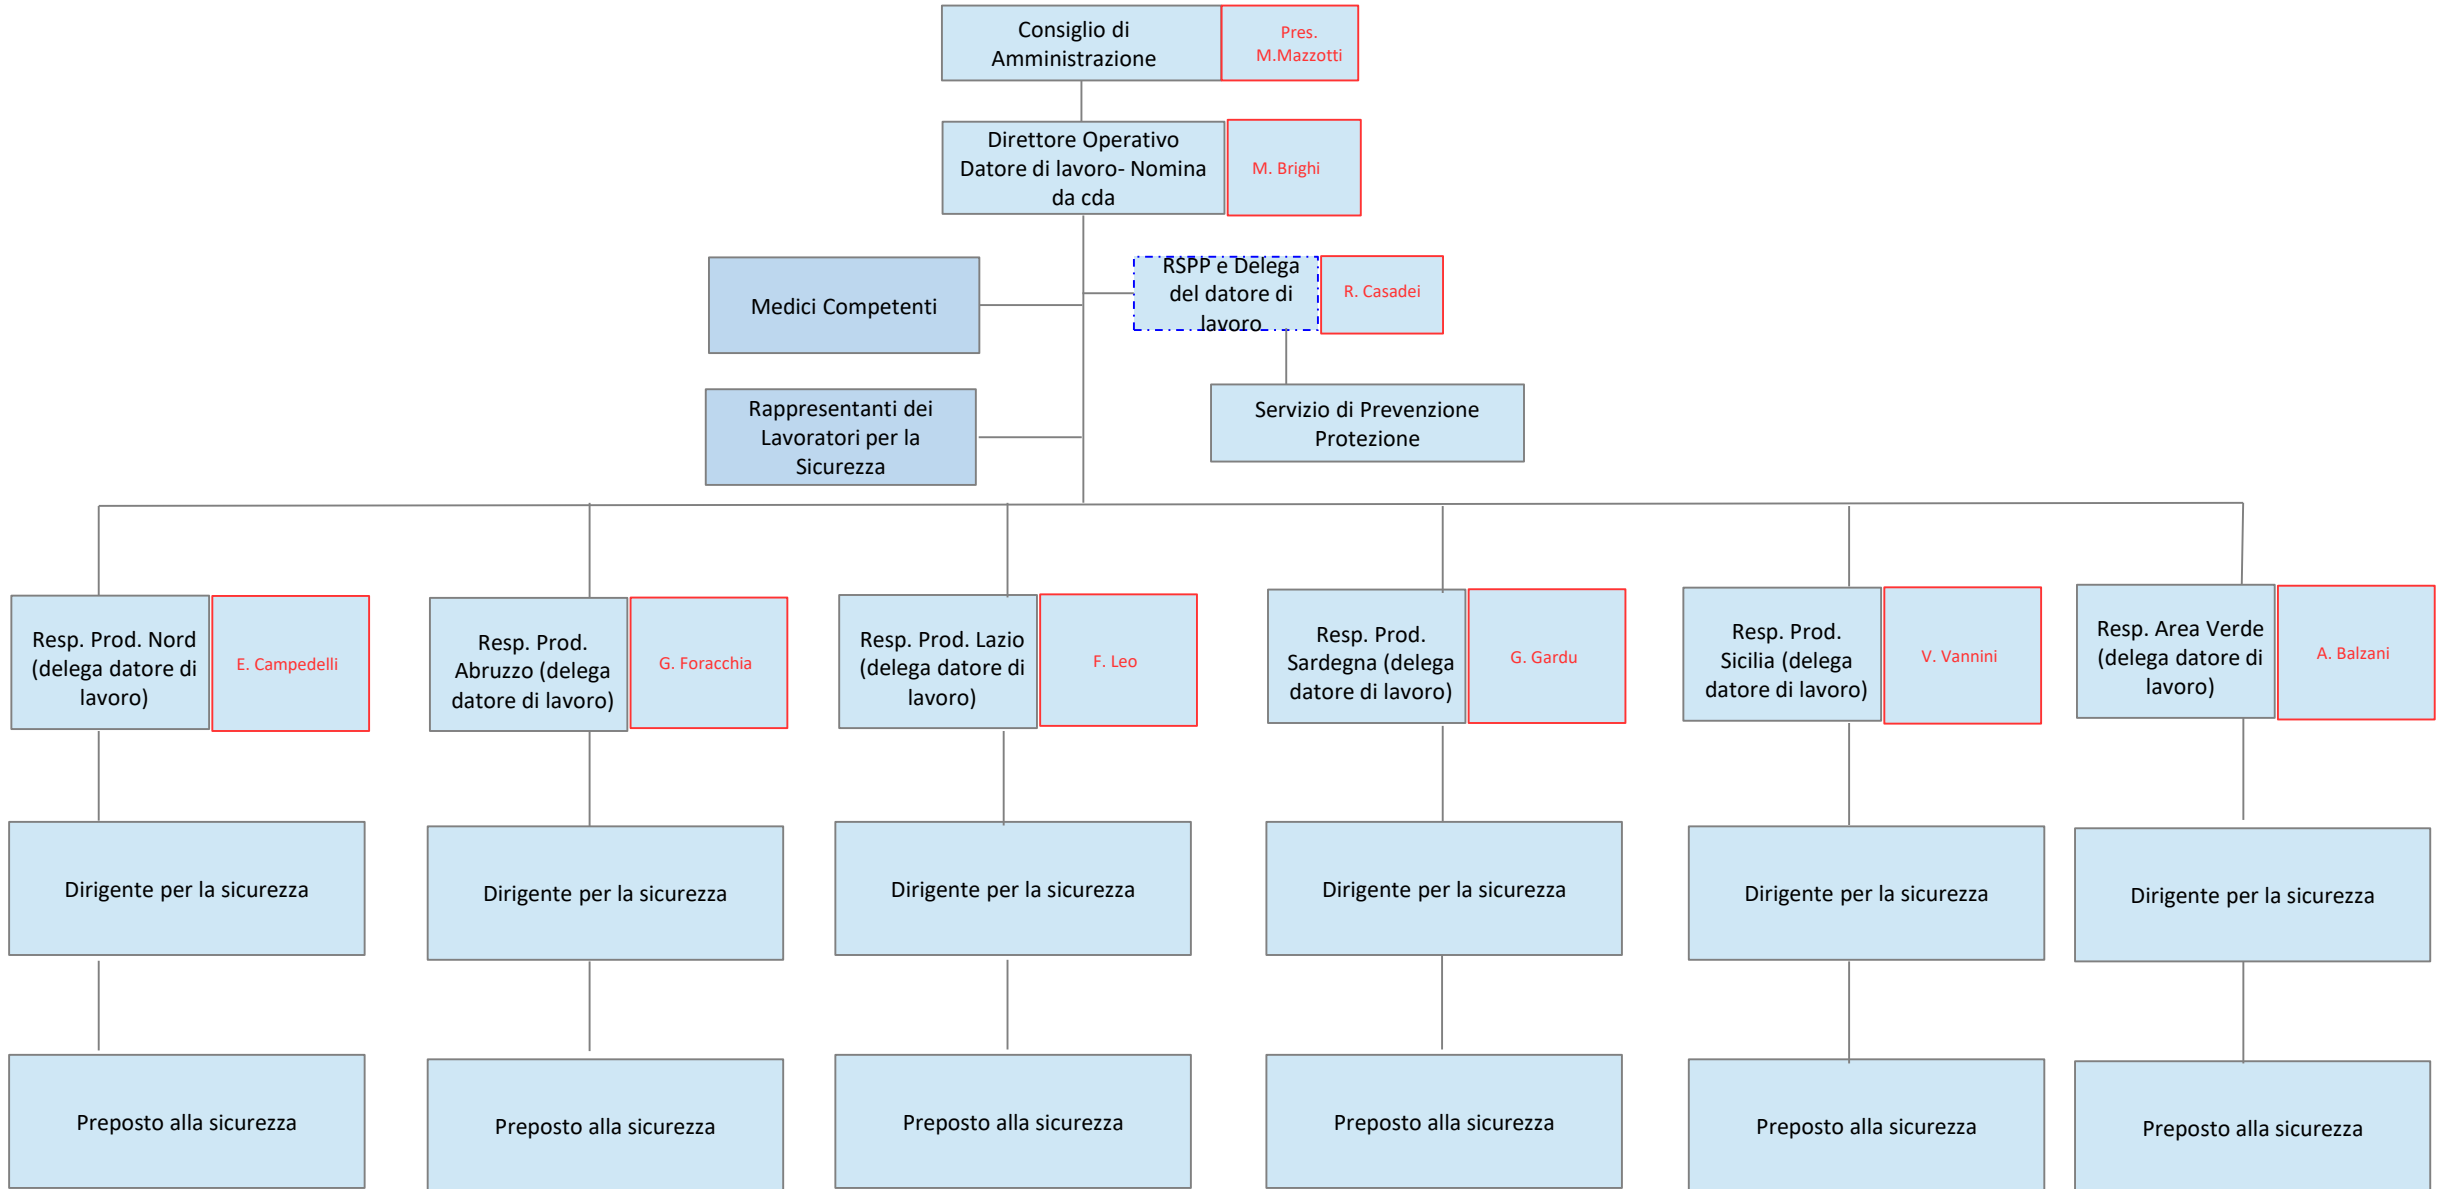 Consiglio di
Amministrazione
Pres.
M.Mazzotti
Direttore Operativo
Datore di lavoro- Nomina
da cda
M. Brighi
Medici Competenti
RSPP e Delega
del datore di
lavoro
R. Casadei
Rappresentanti dei
Lavoratori per la
Sicurezza
Servizio di Prevenzione
Protezione
Resp. Prod. Nord
(delega datore di
lavoro)
E. Campedelli
Resp. Prod.
Abruzzo (delega
datore di lavoro)
G. Foracchia
Resp. Prod. Lazio
(delega datore di
lavoro)
F. Leo
Resp. Prod.
Sardegna (delega
datore di lavoro)
G. Gardu
Resp. Prod.
Sicilia (delega
datore di lavoro)
V. Vannini
Resp. Area Verde
(delega datore di
lavoro)
A. Balzani
Dirigente per la sicurezza
Dirigente per la sicurezza
Dirigente per la sicurezza
Dirigente per la sicurezza
Dirigente per la sicurezza
Dirigente per la sicurezza
Preposto alla sicurezza
Preposto alla sicurezza
Preposto alla sicurezza
Preposto alla sicurezza
Preposto alla sicurezza
Preposto alla sicurezza